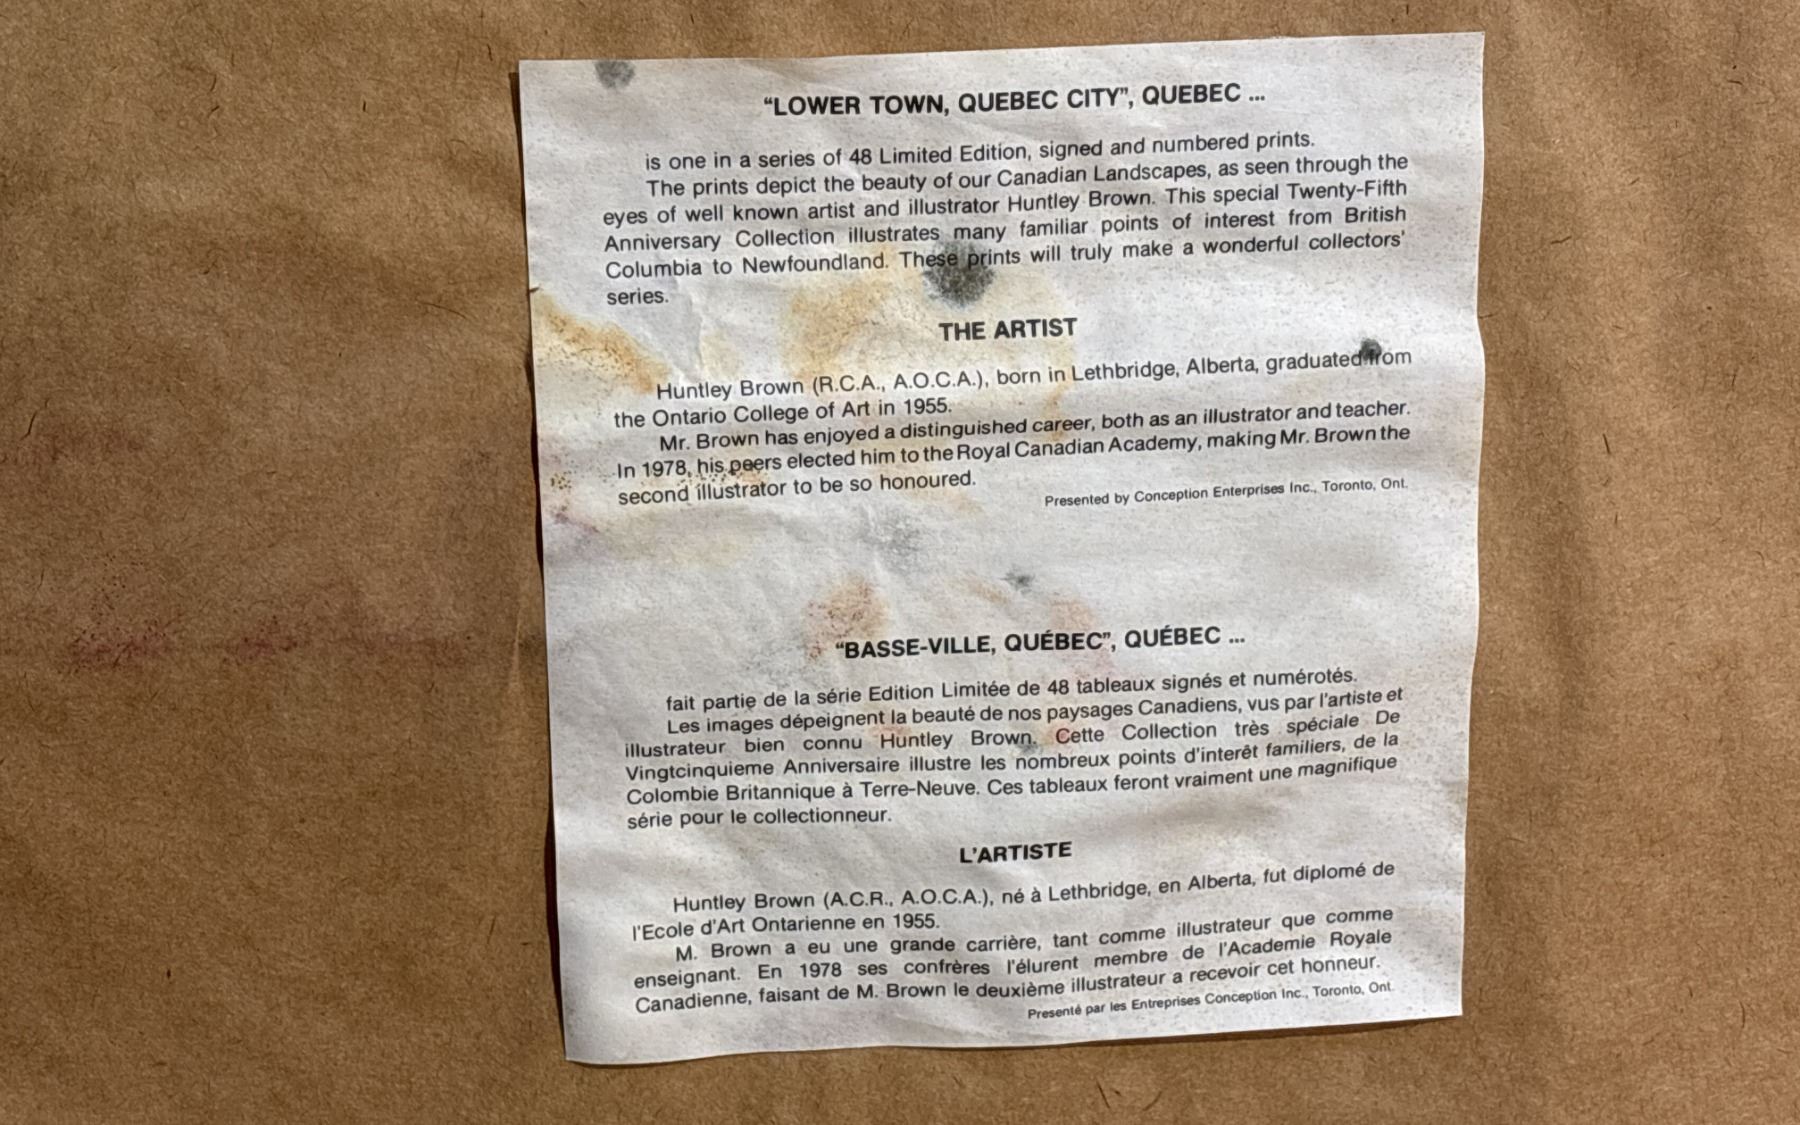 “LOWER TOWN, QUEBEC CITY”, QUEBEC ...
is one in a series of 48 Limited Edition, signed and numbered prints.
The prints depict the beauty of our Canadian Landscapes, as seen through the
eyes of well known artist and illustrator Huntley Brown. This special Twenty-Fifth
Anniversary Collection illustrates many familiar points of interest from British
Columbia to Newfoundland. These prints will truly make a wonderful collectors'
series.
THE ARTIST
Huntley Brown (R.C.A., A.O.C.A.), born in Lethbridge, Alberta, graduated from
the Ontario College of Art in 1955.
Mr. Brown has enjoyed a distinguished career, both as an illustrator and teacher.
In 1978, his peers elected him to the Royal Canadian Academy, making Mr. Brown the
second illustrator to be so honoured.
Presented by Conception Enterprises Inc., Toronto, Ont.
“BASSE-VILLE, QUÉBEC”, QUÉBEC ...
fait partie de la série Edition Limitée de 48 tableaux signés et numérotés.
Les images dépeignent la beauté de nos paysages Canadiens, vus par l'artiste et
illustrateur bien connu Huntley Brown. Cette Collection très spéciale De
Vingtcinquieme Anniversaire illustre les nombreux points d'interêt familiers, de la
Colombie Britannique à Terre-Neuve. Ces tableaux feront vraiment une magnifique
série pour le collectionneur.
L'ARTISTE
Huntley Brown (A.C.R., A.O.C.A.), né à Lethbridge, en Alberta, fut diplomé de
l'Ecole d'Art Ontarienne en 1955.
M. Brown a eu une grande carrière, tant comme illustrateur que comme
enseignant. En 1978 ses confrères l'élurent membre de l'Academie Royale
Canadienne, faisant de M. Brown le deuxième illustrateur a recevoir cet honneur.
Presenté par les Entreprises Conception Inc., Toronto, Ont.